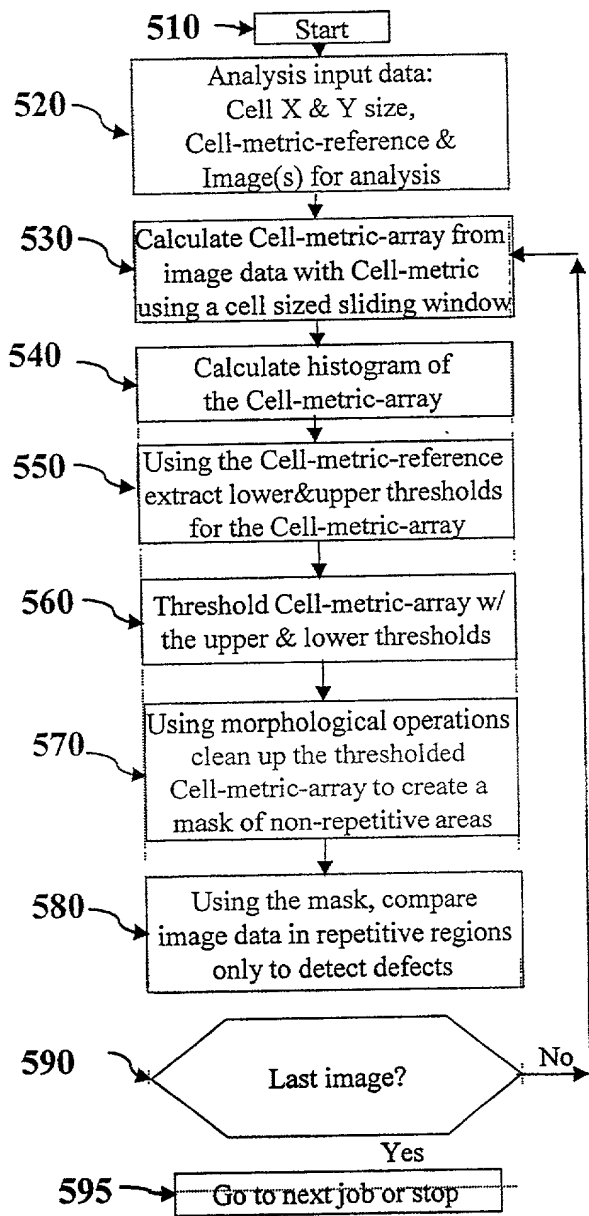 510
Start
520
Analysis input data:
Cell X & Y size,
Cell-metric-reference &
Image(s) for analysis
530
Calculate Cell-metric-array from
image data with Cell-metric
using a cell sized sliding window
540
Calculate histogram of
the Cell-metric-array
550
Using the Cell-metric-reference
extract lower&upper thresholds
for the Cell-metric-array
560
Threshold Cell-metric-array w/
the upper & lower thresholds
570
Using morphological operations
clean up the thresholded
Cell-metric-array to create a
mask of non-repetitive areas
580
Using the mask, compare
image data in repetitive regions
only to detect defects
590
Last image?
No
Yes
595
Go to next job or stop